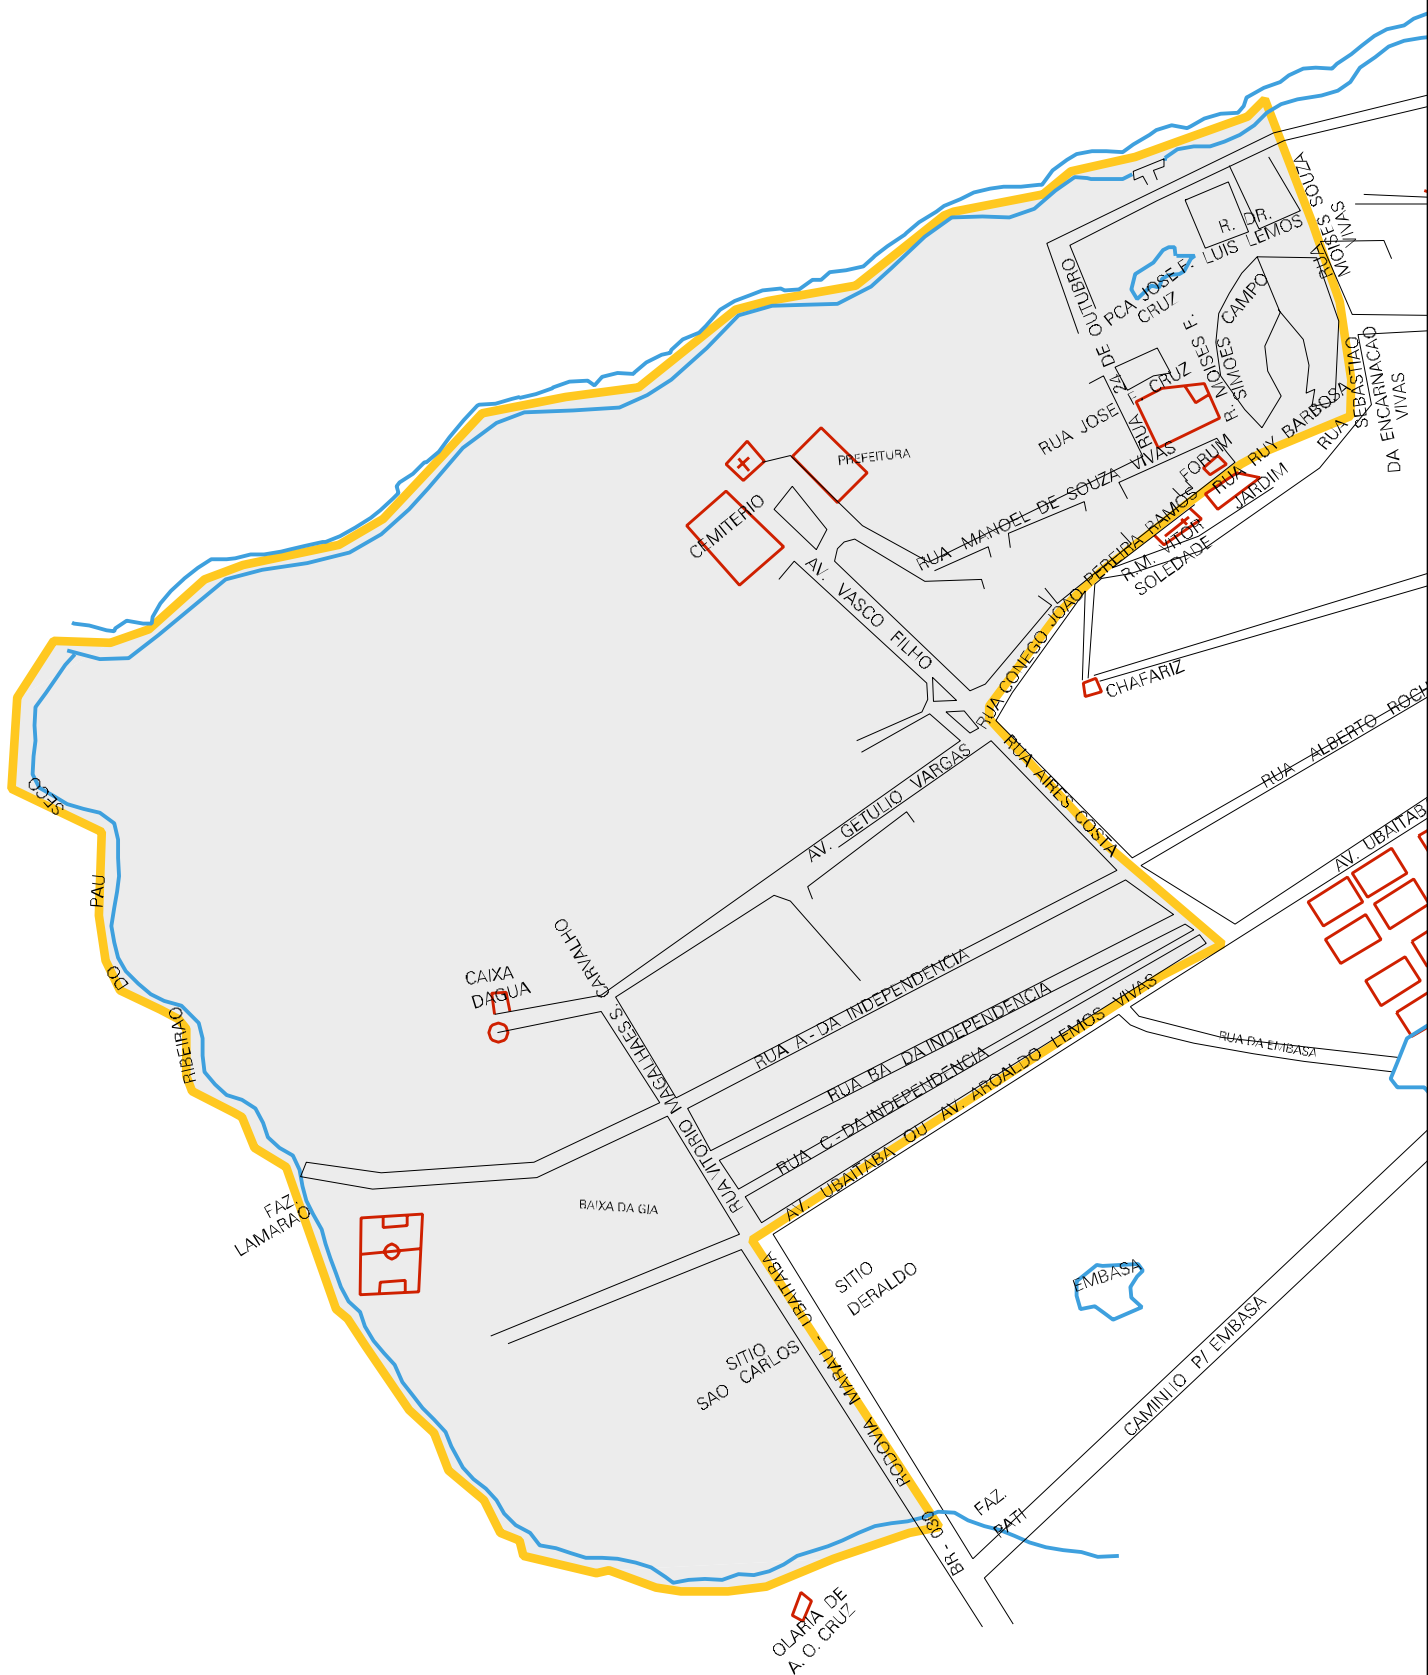 RUA MOISES SOUZA
MOISES VIVAS
R. DR.
LUIS LEMOS
PCA JOSE F.
CRUZ
CAMPO
RUA 24 DE OUTUBRO
R. MOISES F.
R. SIMOES
RUA JOSE F. CRUZ
RUA SEBASTIAO
DA ENCARNACAO
VIVAS
RUA RUY BARBOSA
FORUM
JARDIM
PREFEITURA
CEMITERIO
RUA MANOEL DE SOUZA VIVAS
R.M. VITOR
SOLEDADE
AV. VASCO FILHO
RUA CONEGO JOAO PEREIRA RAMOS
CHAFARIZ
RUA ALBERTO ROCH
RUA AIRES COSTA
AV. GETULIO VARGAS
AV. UBAITAB
SECO
PAU
DO
RIBEIRAO
CAIXA
DAGUA
RUA VITORIO MAGALHAES S. CARVALHO
RUA A - DA INDEPENDENCIA
RUA BA DA INDEPENDENCIA
RUA C - DA INDEPENDENCIA
AV. UBAITABA OU AV. AROALDO LEMOS VIVAS
RUA DA EMBASA
FAZ.
LAMARAO
BAIXA DA GIA
SITIO
DERALDO
EMBASA
SITIO
SAO CARLOS
CAMINHO P/ EMBASA
RODOVIA MARAU - UBAITABA
BR - 030
FAZ.
PATI
OLARIA DE
A. O. CRUZ